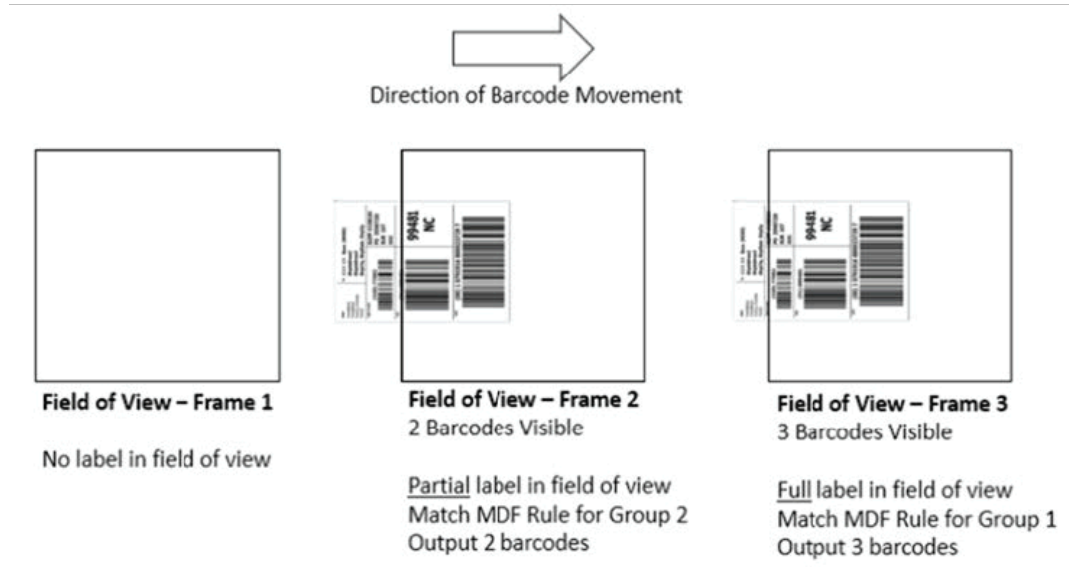 Direction of Barcode Movement
99481
NC
99481
NC
Field of View – Frame 1
No label in field of view
Field of View – Frame 2
2 Barcodes Visible
Partial label in field of view
Match MDF Rule for Group 2
Output 2 barcodes
Field of View – Frame 3
3 Barcodes Visible
Full label in field of view
Match MDF Rule for Group 1
Output 3 barcodes